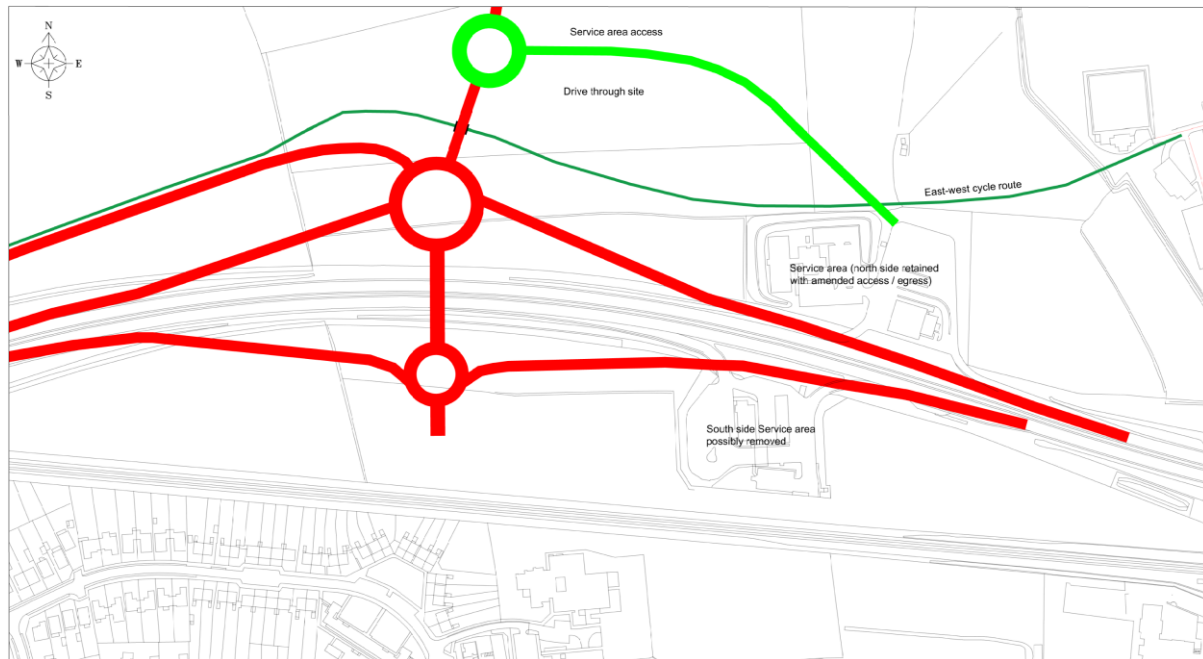 N
W E
S
Service area access
Drive through site
East-west cycle route
Service area (north side retained
with amended access / egress)
South side Service area
possibly removed